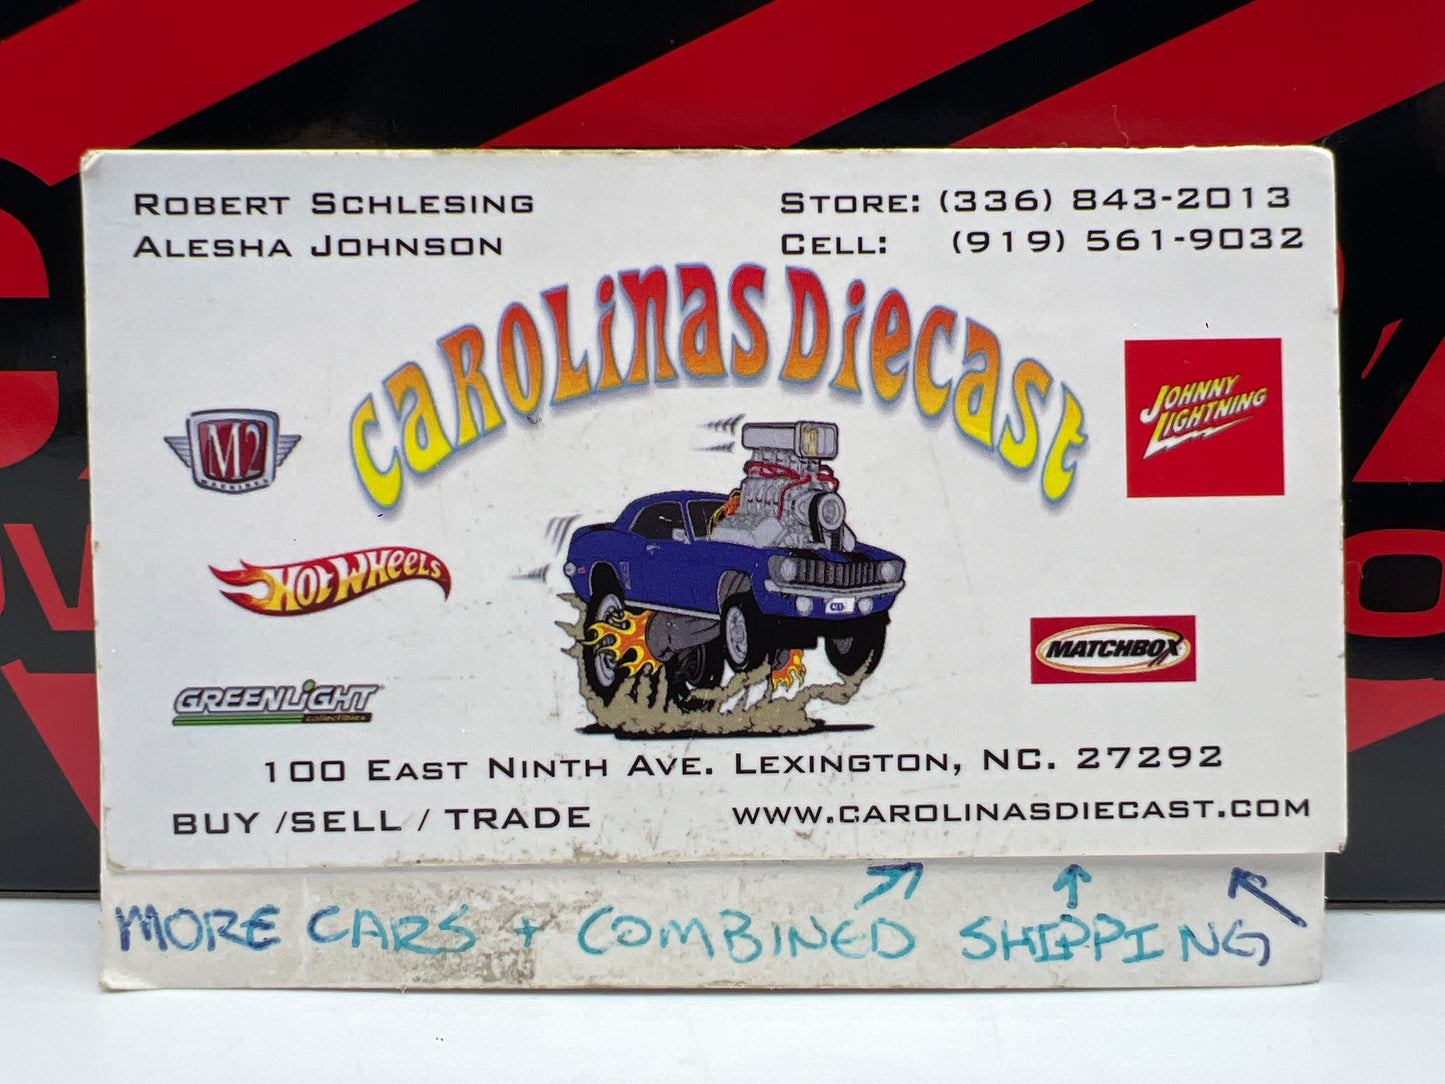 ROBERT SCHLESING
ALESHA JOHNSON
STORE: (336) 843-2013
CELL: (919) 561-9032
CAROLINAS DIECAST
M2
MACHINES
JOHNNY
LIGHTNING
HOT WHEELS
MATCHBOX
GREENLIGHT
collectibles
100 EAST NINTH AVE. LEXINGTON, NC. 27292
BUY /SELL / TRADE
WWW.CAROLINASDIECAST.COM
MORE CARS + COMBINED SHIPPING